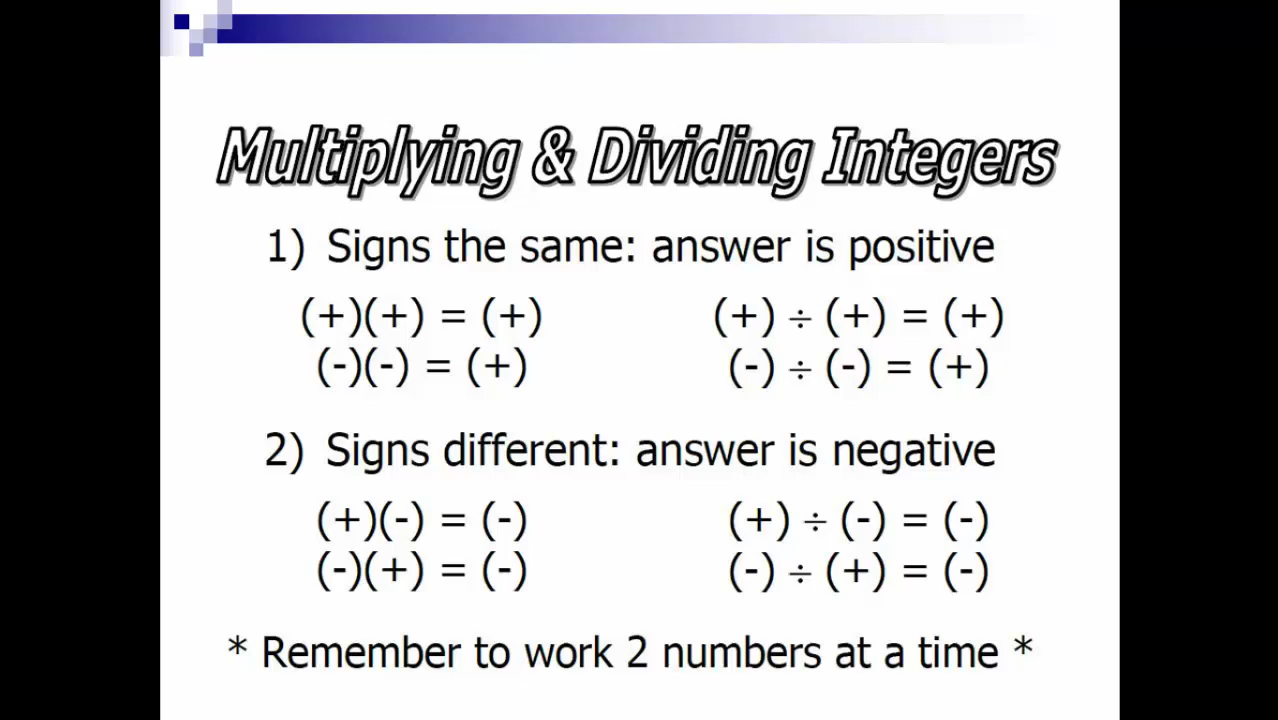 Multiplying & Dividing Integers
1) Signs the same: answer is positive
(+)(+) = (+) (+) ÷ (+) = (+)
(-)(-) = (+) (-) ÷ (-) = (+)
2) Signs different: answer is negative
(+)(-) = (-) (+) ÷ (-) = (-)
(-)(+) = (-) (-) ÷ (+) = (-)
* Remember to work 2 numbers at a time *